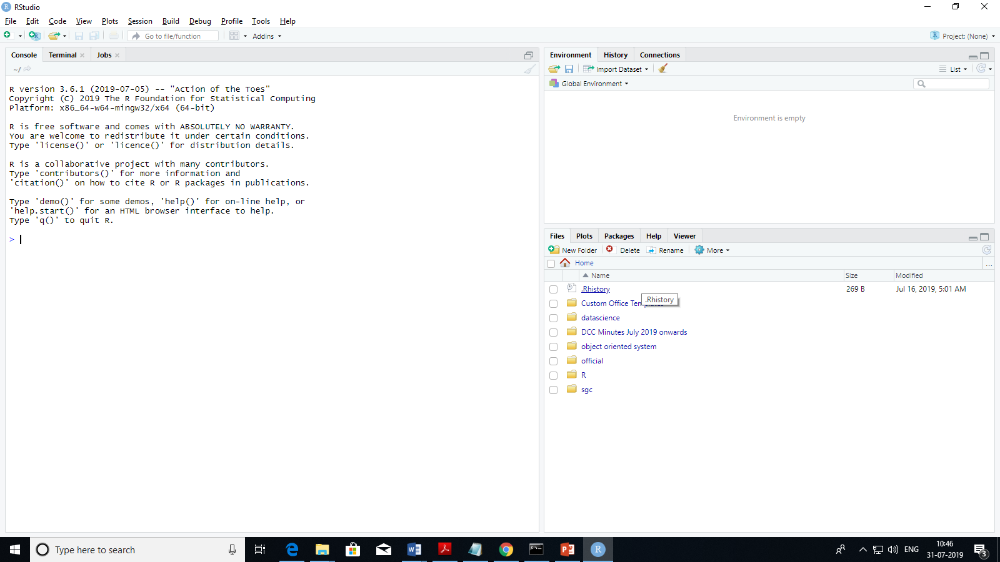 RStudio
File Edit Code View Plots Session Build Debug Profile Tools Help
Go to file/function Addins Project: (None)
Console Terminal Jobs
~/
R version 3.6.1 (2019-07-05) -- "Action of the Toes"
Copyright (C) 2019 The R Foundation for Statistical Computing
Platform: x86_64-w64-mingw32/x64 (64-bit)
R is free software and comes with ABSOLUTELY NO WARRANTY.
You are welcome to redistribute it under certain conditions.
Type 'license()' or 'licence()' for distribution details.
R is a collaborative project with many contributors.
Type 'contributors()' for more information and
'citation()' on how to cite R or R packages in publications.
Type 'demo()' for some demos, 'help()' for on-line help, or
'help.start()' for an HTML browser interface to help.
Type 'q()' to quit R.
>
Environment History Connections
Import Dataset List
Global Environment
Environment is empty
Files Plots Packages Help Viewer
New Folder Delete Rename More
Home ...
Name Size Modified
.Rhistory 269 B Jul 16, 2019, 5:01 AM
.Rhistory
Custom Office
datascience
DCC Minutes July 2019 onwards
object oriented system
official
R
sgc
Type here to search
ENG
10:46
31-07-2019
3